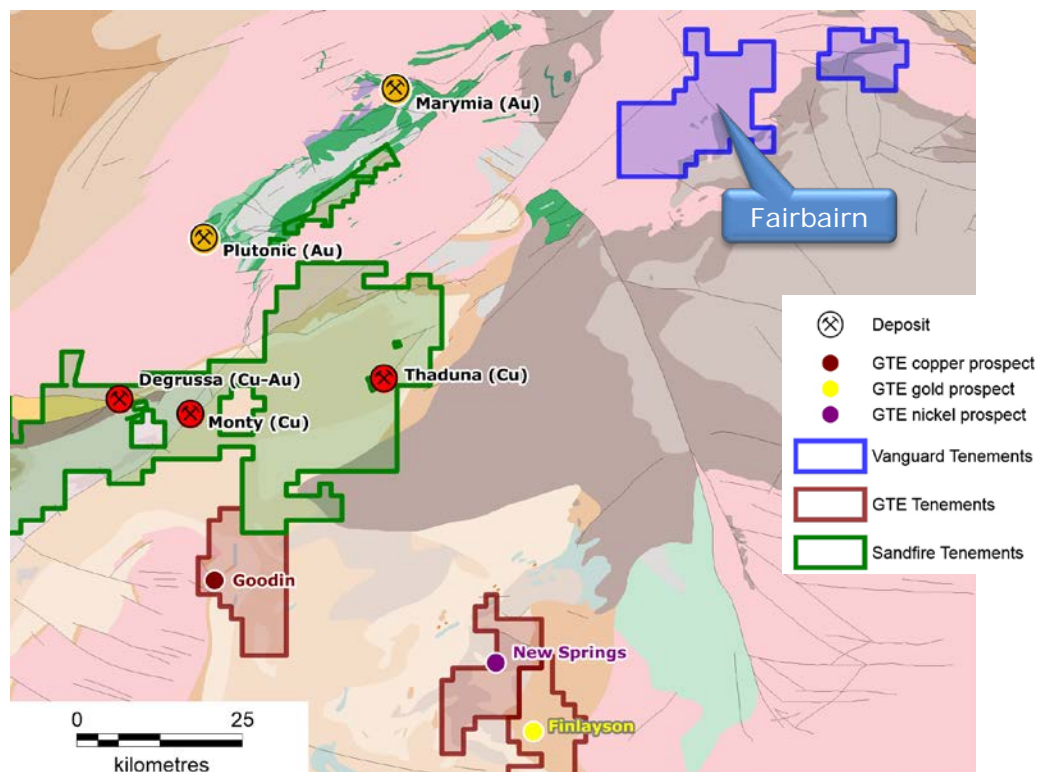 Marymia (Au)
Fairbairn
Plutonic (Au)
Degrussa (Cu-Au)
Thaduna (Cu)
Monty (Cu)
Goodin
New Springs
Finlayson
Deposit
GTE copper prospect
GTE gold prospect
GTE nickel prospect
Vanguard Tenements
GTE Tenements
Sandfire Tenements
0 25
kilometres